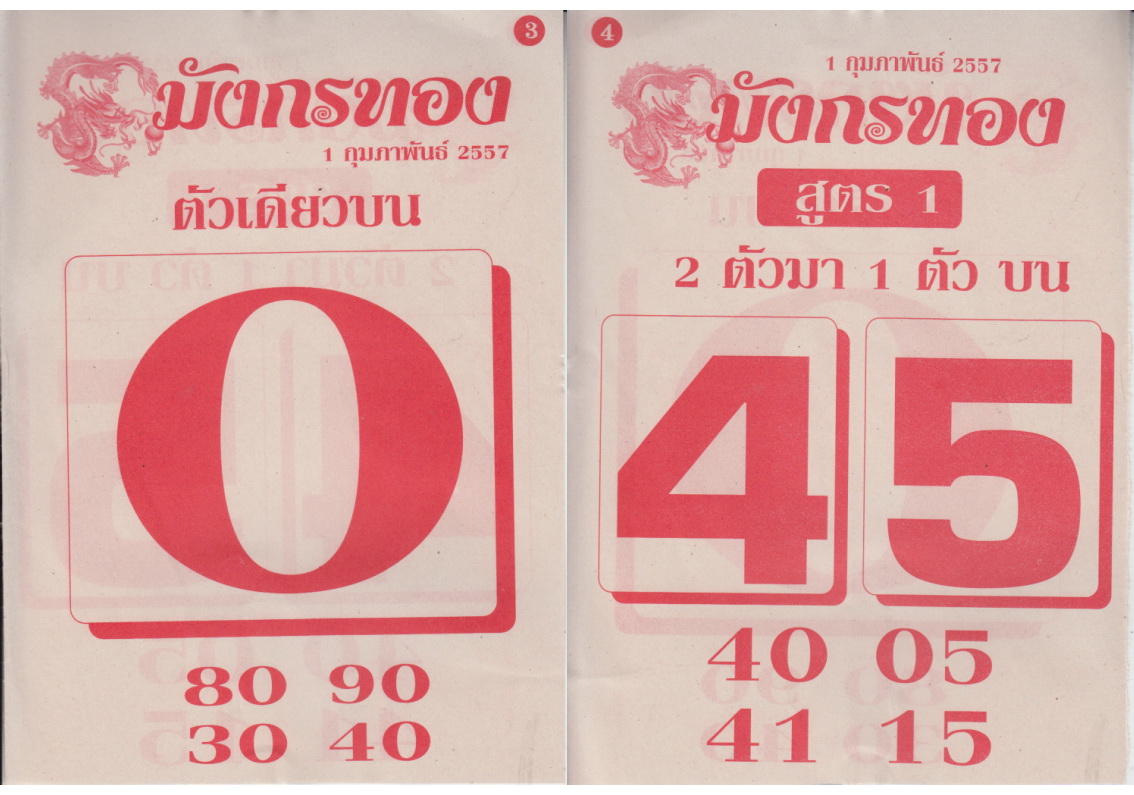 3
มังกรทอง
1 กุมภาพันธ์ 2557
ตัวเดียวบน
0
80 90
30 40
4
1 กุมภาพันธ์ 2557
มังกรทอง
สูตร 1
2 ตัวมา 1 ตัว บน
4 5
40 05
41 15